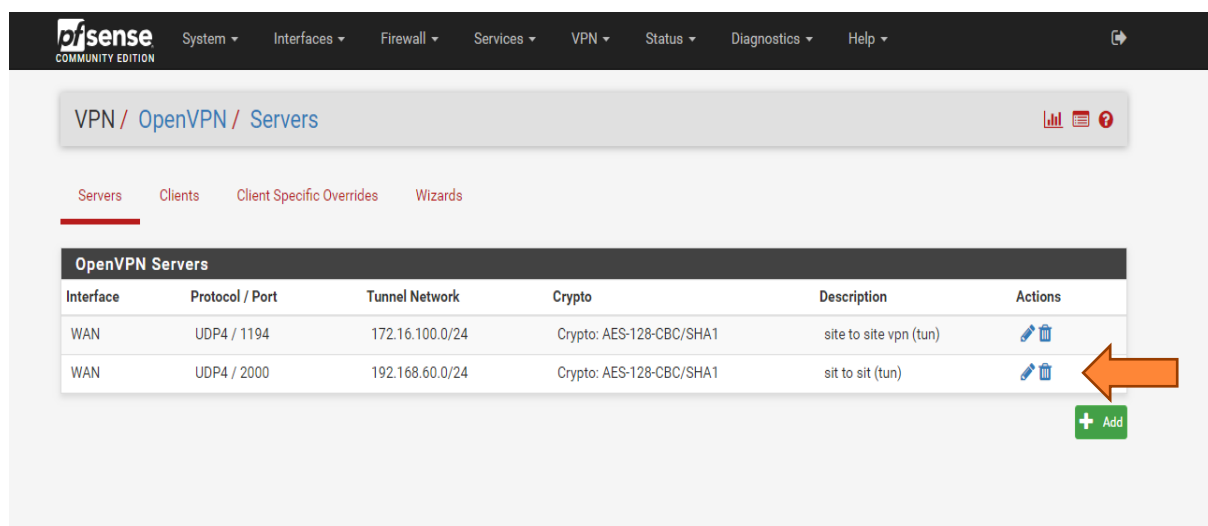 pfsense System Interfaces Firewall Services VPN Status Diagnostics Help
COMMUNITY EDITION
VPN / OpenVPN / Servers
Servers Clients Client Specific Overrides Wizards
OpenVPN Servers
Interface Protocol / Port Tunnel Network Crypto Description Actions
WAN UDP4 / 1194 172.16.100.0/24 Crypto: AES-128-CBC/SHA1 site to site vpn (tun)
WAN UDP4 / 2000 192.168.60.0/24 Crypto: AES-128-CBC/SHA1 sit to sit (tun)
Add